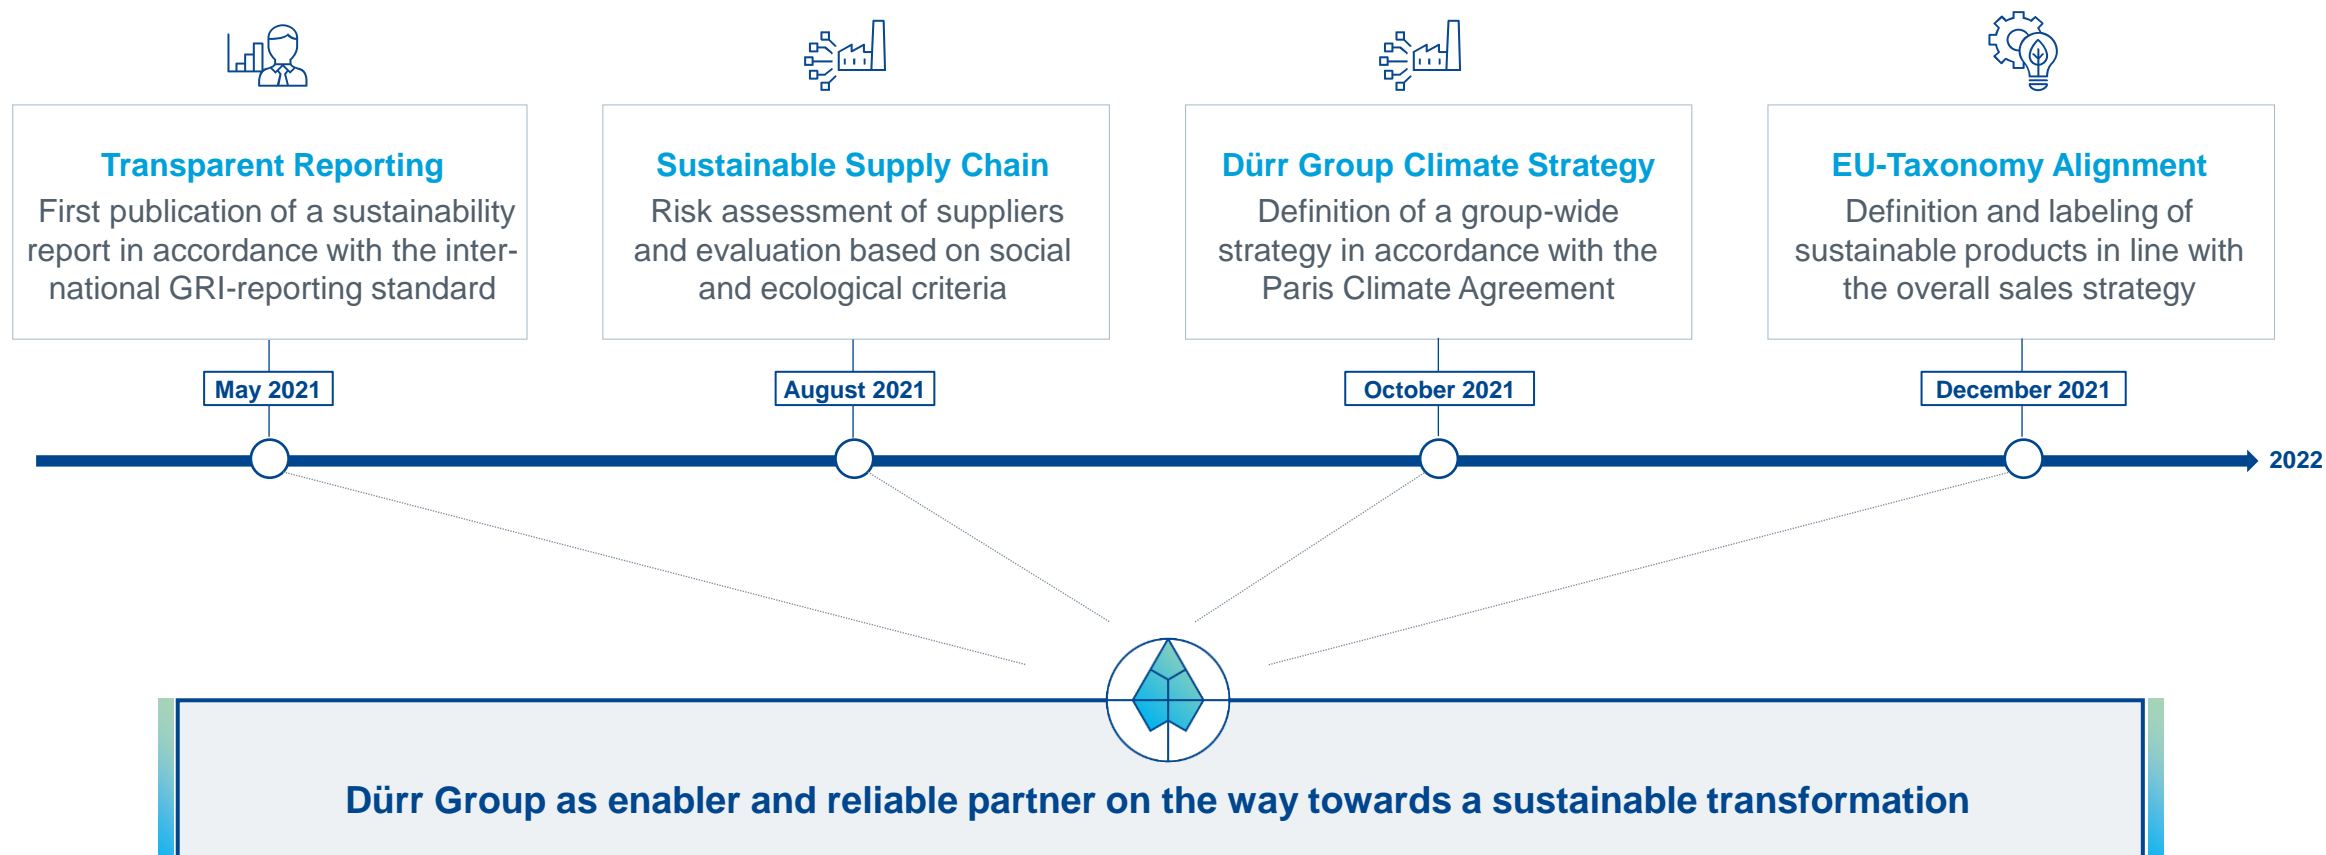 Transparent Reporting
First publication of a sustainability
report in accordance with the inter-
national GRI-reporting standard
May 2021
Sustainable Supply Chain
Risk assessment of suppliers
and evaluation based on social
and ecological criteria
August 2021
Dürr Group Climate Strategy
Definition of a group-wide
strategy in accordance with the
Paris Climate Agreement
October 2021
EU-Taxonomy Alignment
Definition and labeling of
sustainable products in line with
the overall sales strategy
December 2021
2022
Dürr Group as enabler and reliable partner on the way towards a sustainable transformation